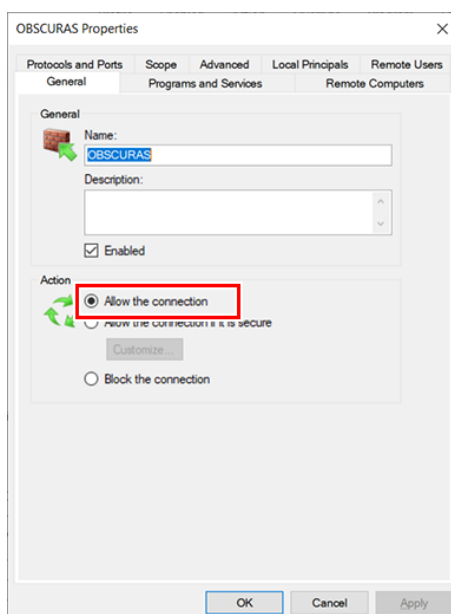 OBSCURAS Properties
Protocols and Ports Scope Advanced Local Principals Remote Users
General Programs and Services Remote Computers
General
Name:
OBSCURAS
Description:
Enabled
Action
Allow the connection
Allow the connection if it is secure
Customize...
Block the connection
OK Cancel Apply